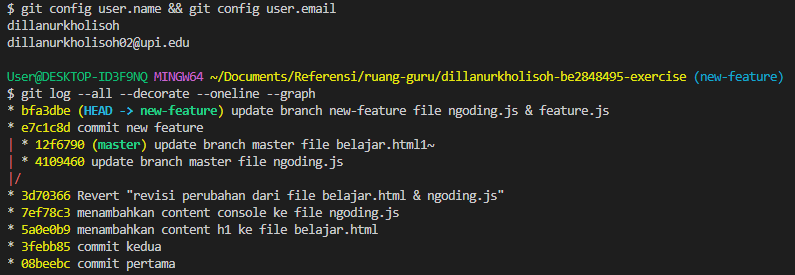 $ git config user.name && git config user.email
dillanurkholisoh
dillanurkholisoh02@upi.edu
User@DESKTOP-ID3F9NQ MINGW64 ~/Documents/Referensi/ruang-guru/dillanurkholisoh-be2848495-exercise (new-feature)
$ git log --all --decorate --oneline --graph
* bfa3dbe (HEAD -> new-feature) update branch new-feature file ngoding.js & feature.js
* e7c1c8d commit new feature
| * 12f6790 (master) update branch master file belajar.html1~
| * 4109460 update branch master file ngoding.js
|/
* 3d70366 Revert "revisi perubahan dari file belajar.html & ngoding.js"
* 7ef78c3 menambahkan content console ke file ngoding.js
* 5a0e0b9 menambahkan content h1 ke file belajar.html
* 3febb85 commit kedua
* 08beebc commit pertama